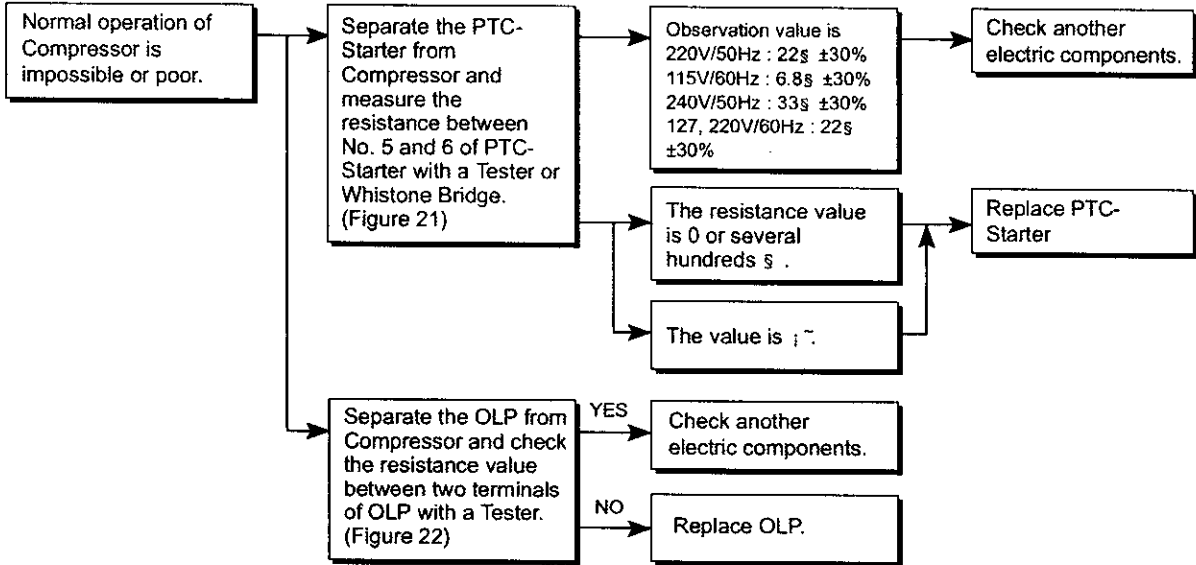 Normal operation of
Compressor is
impossible or poor.
Separate the PTC-
Starter from
Compressor and
measure the
resistance between
No. 5 and 6 of PTC-
Starter with a Tester or
Whistone Bridge.
(Figure 21)
Observation value is
220V/50Hz : 22§ ±30%
115V/60Hz : 6.8§ ±30%
240V/50Hz : 33§ ±30%
127, 220V/60Hz : 22§
±30%
Check another
electric components.
The resistance value
is 0 or several
hundreds § .
The value is ¡˜.
Replace PTC-
Starter
Separate the OLP from
Compressor and check
the resistance value
between two terminals
of OLP with a Tester.
(Figure 22)
YES
Check another
electric components.
NO
Replace OLP.